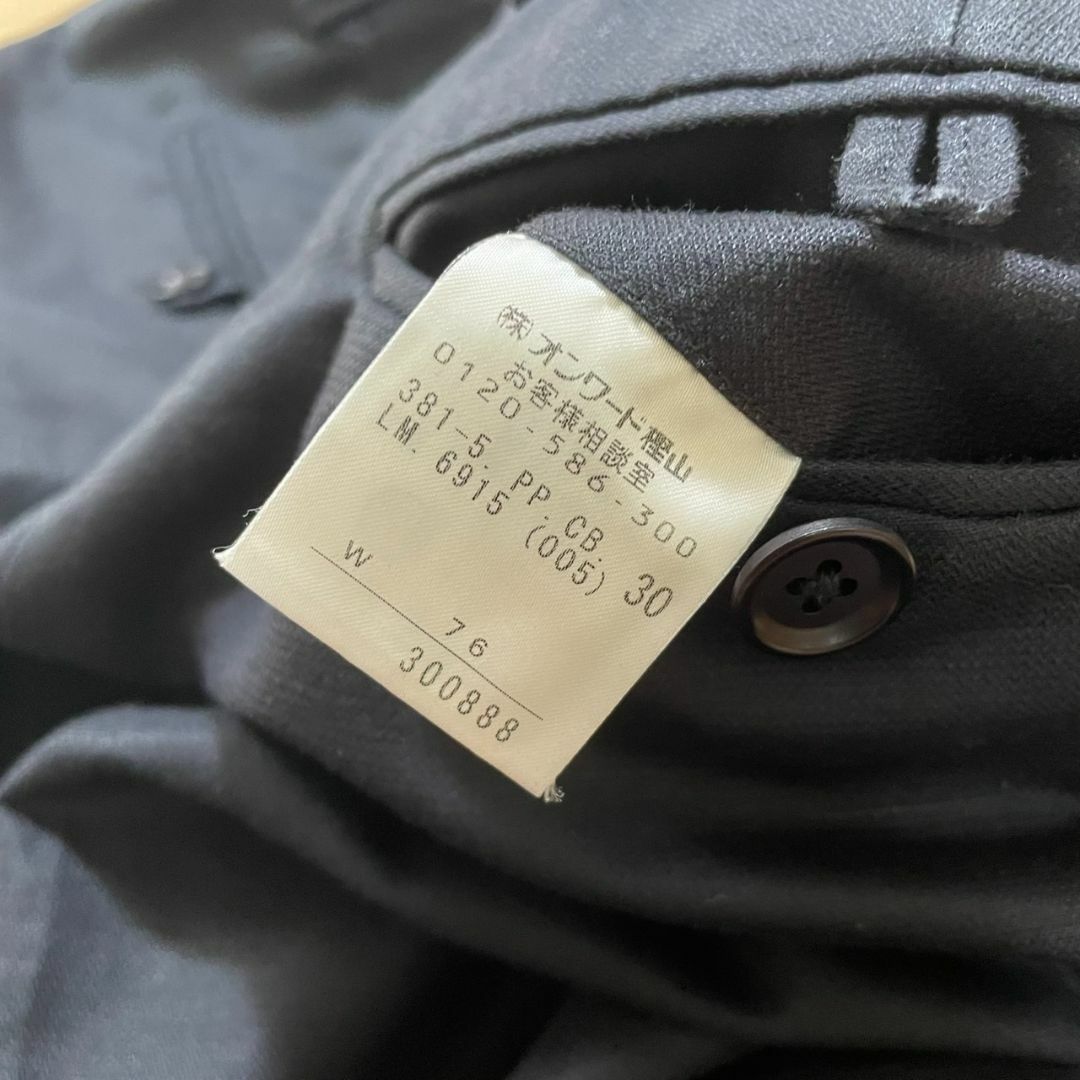 ㈱オンワード樫山
お客様相談室
0120-586-300
381-5. PP.CB.
LM. 6915 (005) 30
W 76
300888